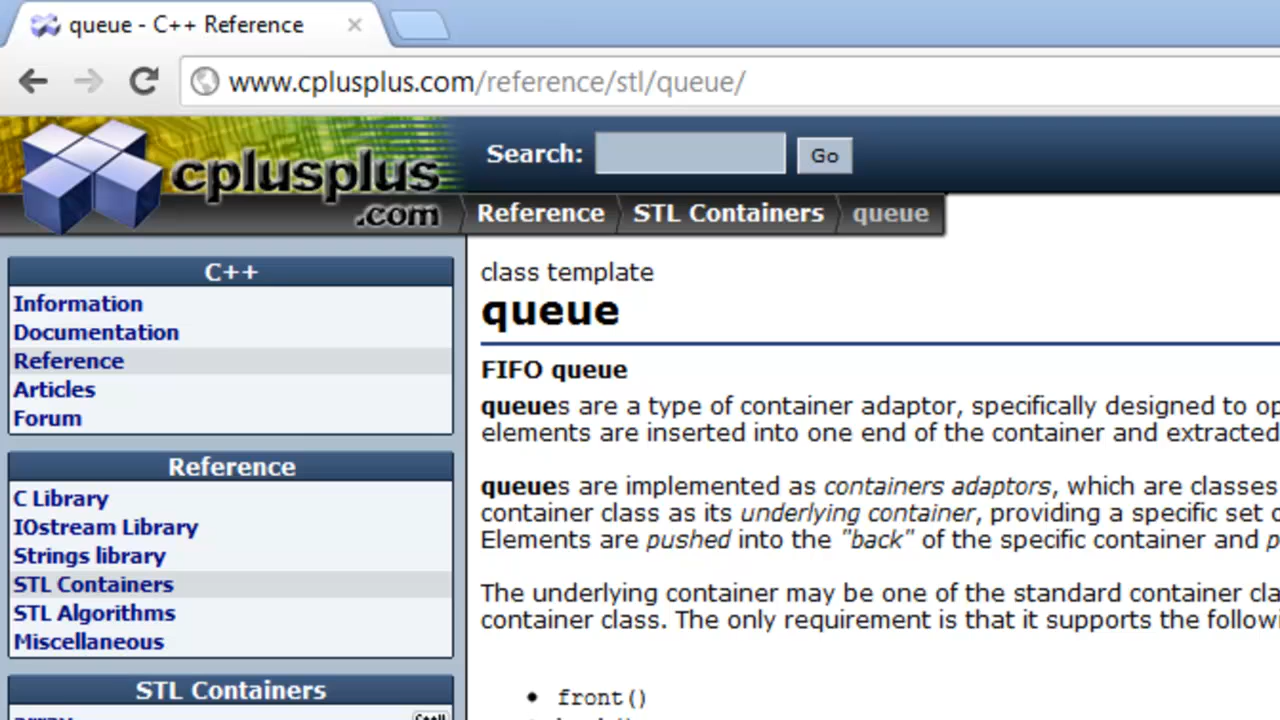 queue - C++ Reference
www.cplusplus.com/reference/stl/queue/
cplusplus
.com
Search:
Go
Reference
STL Containers
queue
C++
Information
Documentation
Reference
Articles
Forum
Reference
C Library
IOstream Library
Strings library
STL Containers
STL Algorithms
Miscellaneous
STL Containers
class template
queue
FIFO queue
queues are a type of container adaptor, specifically designed to
elements are inserted into one end of the container and extracted
queues are implemented as containers adaptors, which are classes
container class as its underlying container, providing a specific set
Elements are pushed into the "back" of the specific container and
The underlying container may be one of the standard container
container class. The only requirement is that it supports the
• front()